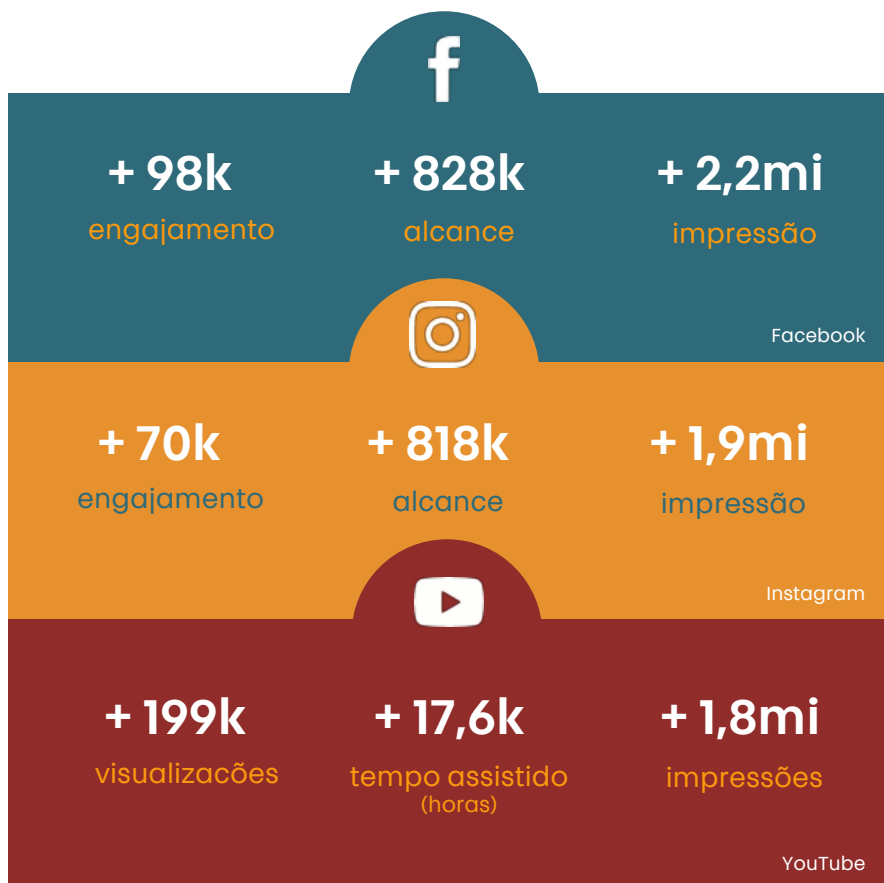 + 98k + 828k + 2,2mi
engajamento alcance impressão
Facebook
+ 70k + 818k + 1,9mi
engajamento alcance impressão
Instagram
+ 199k + 17,6k + 1,8mi
visualizacões tempo assistido impressões
(horas)
YouTube